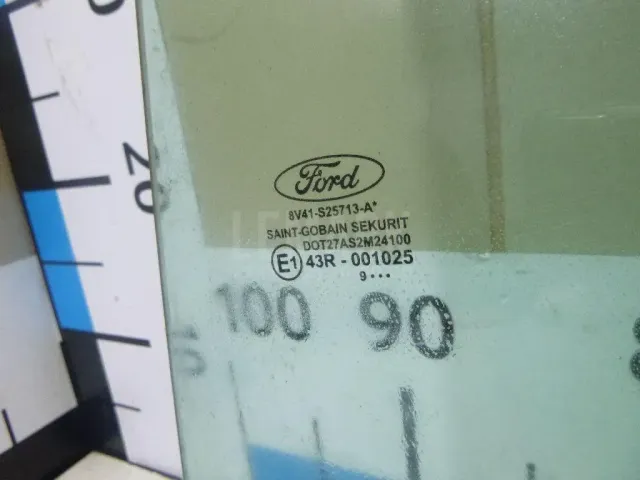 Ford
8V41-S25713-A*
SAINT-GOBAIN SEKURIT
DOT27AS2M24100
E1 43R - 001025
9•••
100 90
20